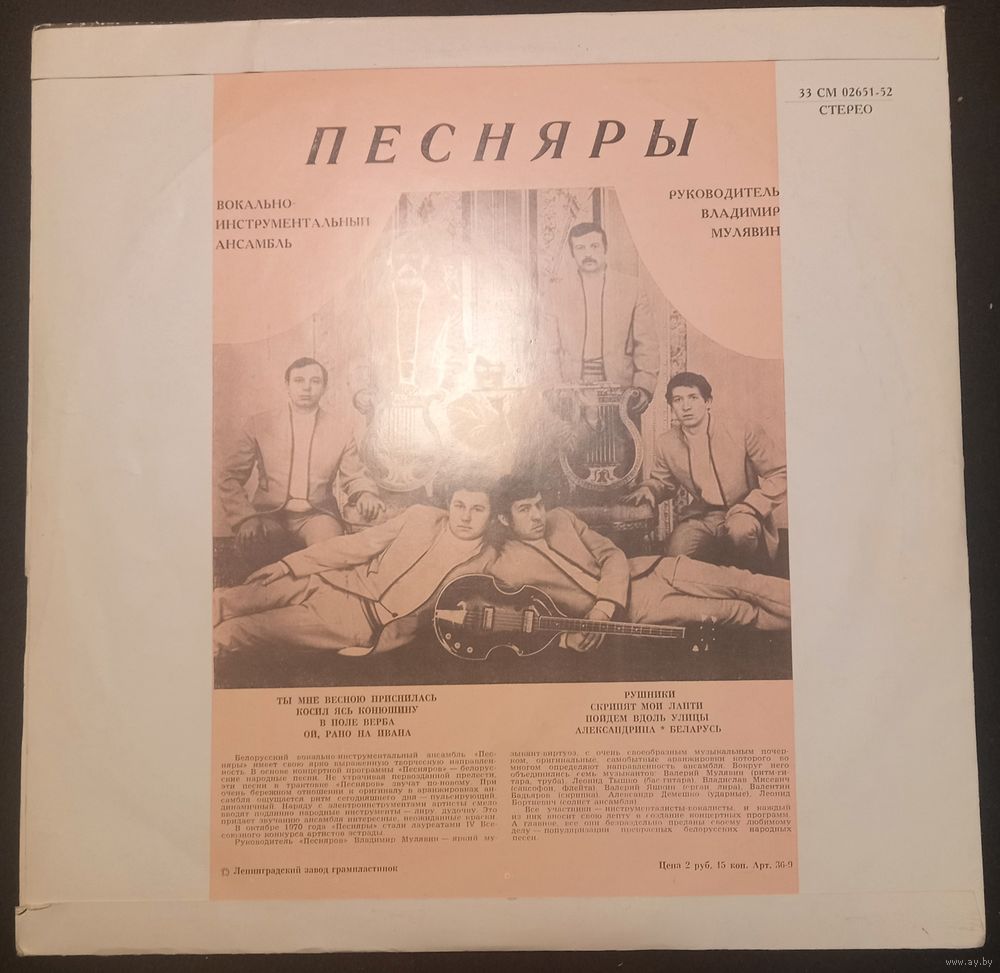 33 СМ 02651-52
СТЕРЕО
ПЕСНЯРЫ
ВОКАЛЬНО-
ИНСТРУМЕНТАЛЬНЫЙ
АНСАМБЛЬ
РУКОВОДИТЕЛЬ
ВЛАДИМИР
МУЛЯВИН
ТЫ МНЕ ВЕСНОЮ ПРИСНИЛАСЬ
КОСИЛ ЯСЬ КОНЮШИНУ
В ПОЛЕ ВЕРБА
ОЙ, РАНО НА ИВАНА
РУШНИКИ
СКРИПЯТ МОИ ЛАПТИ
ПОЙДЕМ ВДОЛЬ УЛИЦЫ
АЛЕКСАНДРИНА * БЕЛАРУСЬ
Белорусский вокально-инструментальный ансамбль «Пес-
няры» имеет свою ярко выраженную творческую направлен-
ность. В основе концертной программы «Песняров» — белорус-
ские народные песни. Не утрачивая первозданной прелести,
эти песни в трактовке «Песняров» звучат по-новому. При
очень бережном отношении к оригиналу в аранжировках ан-
самбля ощущается ритм сегодняшнего дня — пульсирующий,
динамичный. Наряду с электроинструментами артисты смело
вводят подлинно народные инструменты — лиру, дудочку. Это
придает звучанию ансамбля интересные, неожиданные краски.
В октябре 1970 года «Песняры» стали лауреатами IV Все-
союзного конкурса артистов эстрады.
Руководитель «Песняров» Владимир Мулявин — яркий му-
зыкант-виртуоз, с очень своеобразным музыкальным почер-
ком, оригинальные, самобытные аранжировки которого во
многом определяют направленность ансамбля. Вокруг него
объединились семь музыкантов: Валерий Мулявин (ритм-ги-
тара, труба), Леонид Тышко (бас гитара), Владислав Мисевич
(саксофон, флейта), Валерий Яшкин (орган, лира), Валентин
Бадьяров (скрипка), Александр Демешко (ударные), Леонид
Борткевич (солист ансамбля).
Все участники — инструменталисты-вокалисты, и каждый
из них вносит свою лепту в создание концертных программ.
А главное, все они безраздельно преданы своему любимому
делу — популяризации прекрасных белорусских народных
песен.
Ⓟ Ленинградский завод грампластинок
Цена 2 руб. 15 коп. Арт. 36-9
www.ay.by